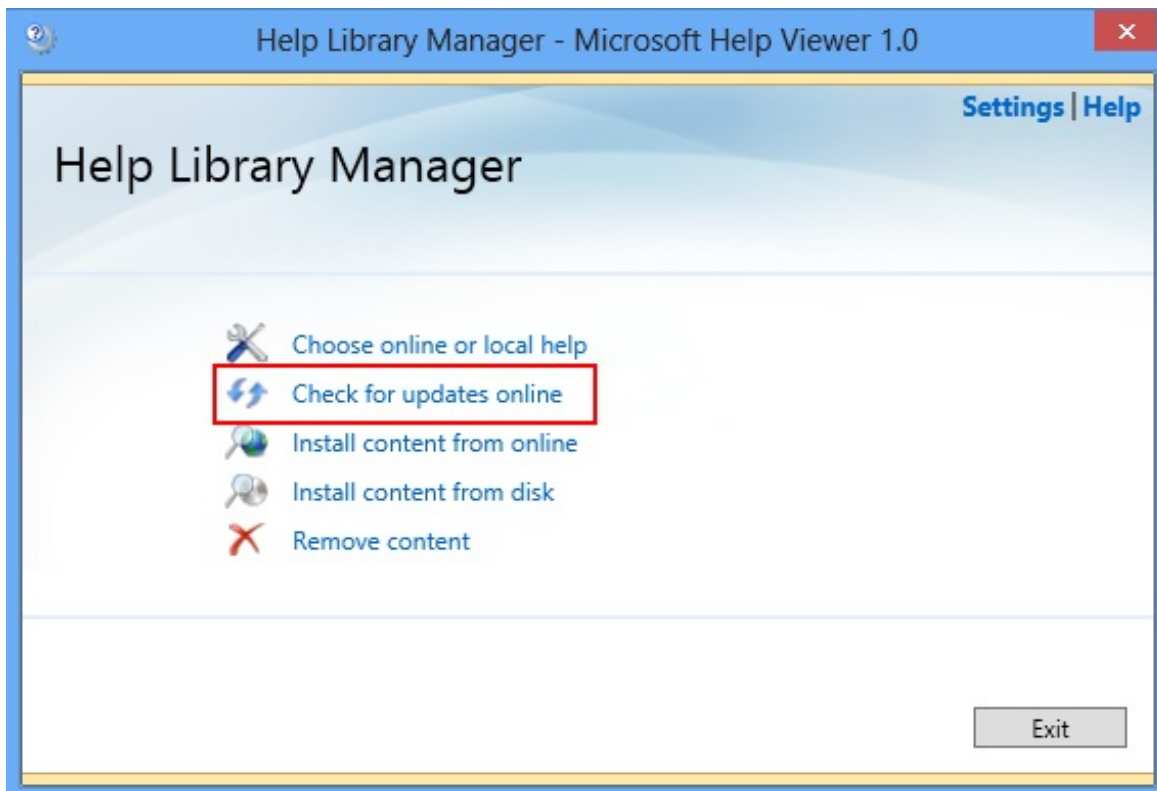 Help Library Manager - Microsoft Help Viewer 1.0
Settings | Help
Help Library Manager
Choose online or local help
Check for updates online
Install content from online
Install content from disk
Remove content
Exit